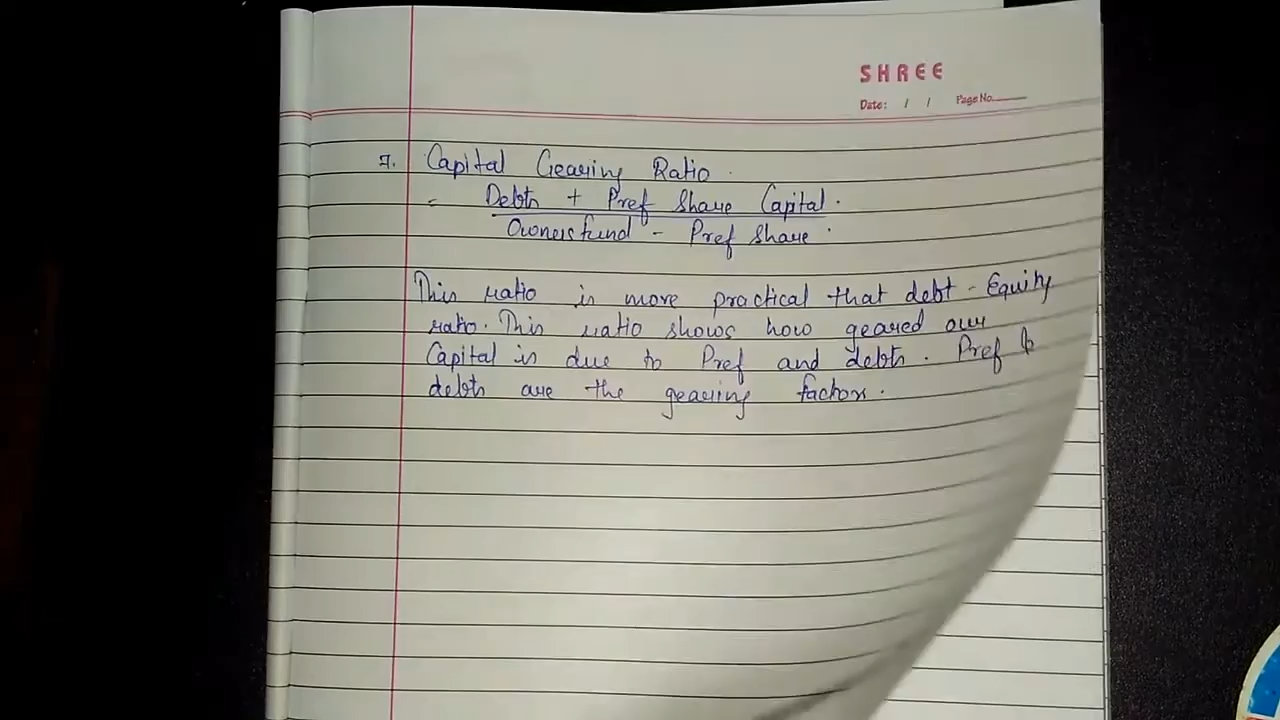 SHREE
Date: / / Page No.
7. Capital Gearing Ratio.
= Debts + Pref Share Capital.
Owners fund - Pref Share.
This ratio is more practical that debt - Equity
ratio. This ratio shows how geared our
Capital is due to Pref and debts. Pref &
debts are the gearing factors.